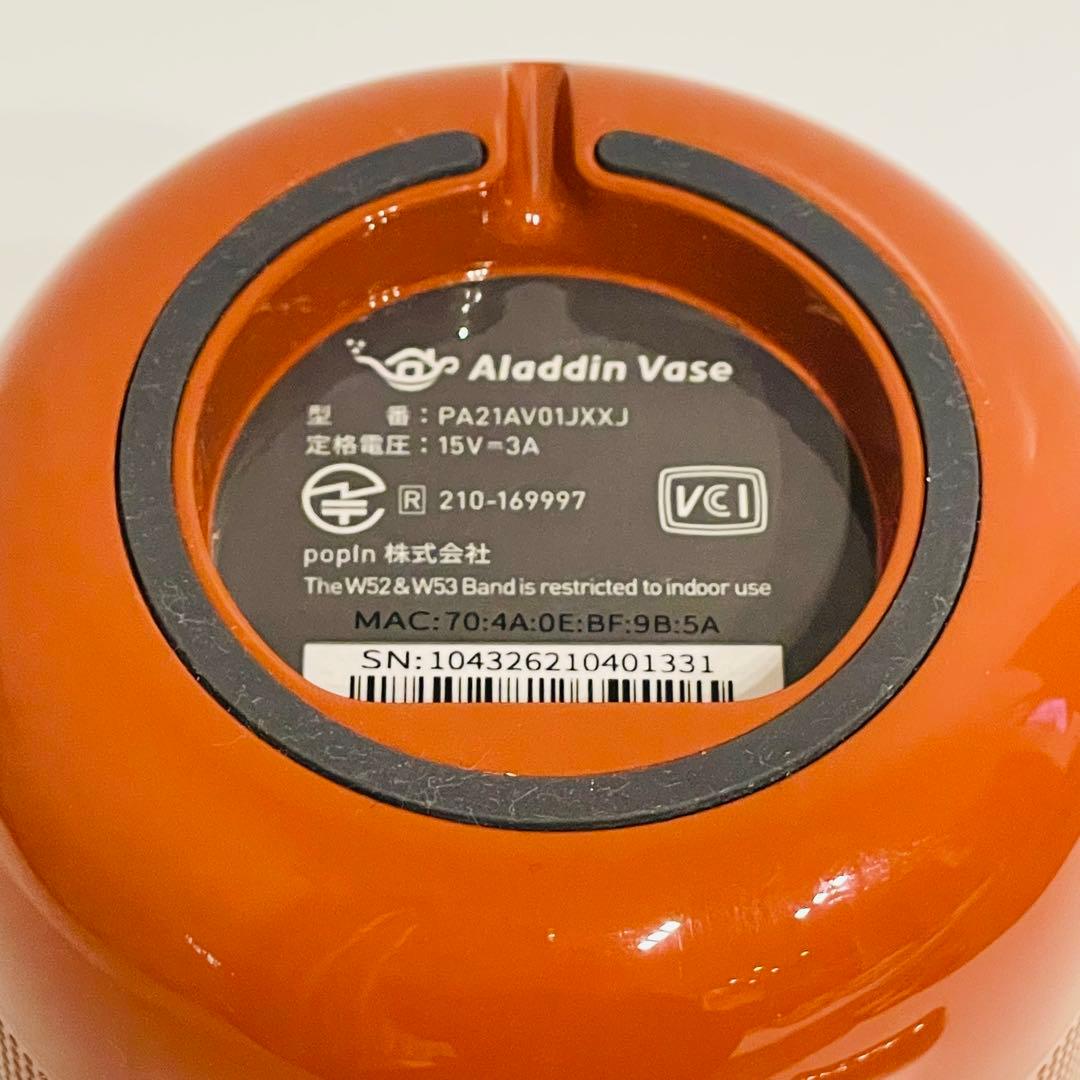 Aladdin Vase
型 番：PA21AV01JXXJ
定格電圧：15V⎓3A
R 210-169997 VCI
popIn 株式会社
The W52 & W53 Band is restricted to indoor use
MAC:70:4A:0E:BF:9B:5A
SN:104326210401331